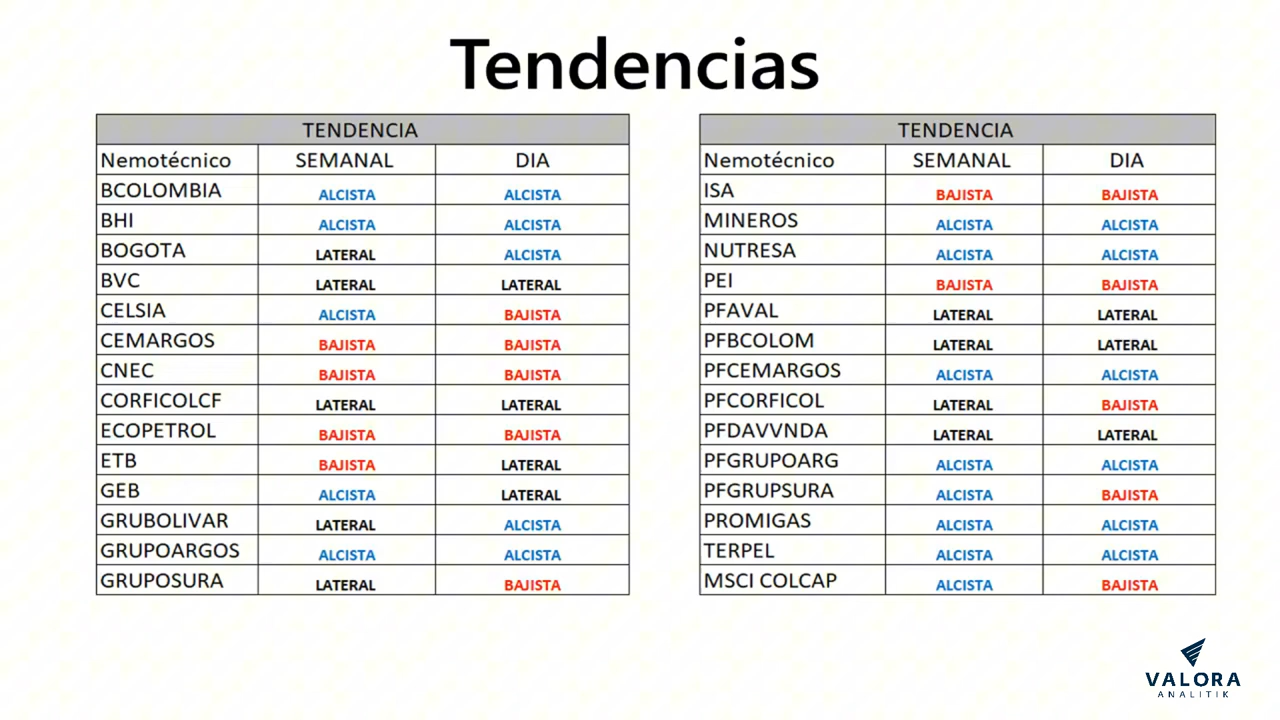 Tendencias
TENDENCIA
Nemotécnico SEMANAL DIA
BCOLOMBIA ALCISTA ALCISTA
BHI ALCISTA ALCISTA
BOGOTA LATERAL ALCISTA
BVC LATERAL LATERAL
CELSIA ALCISTA BAJISTA
CEMARGOS BAJISTA BAJISTA
CNEC BAJISTA BAJISTA
CORFICOLCF LATERAL LATERAL
ECOPETROL BAJISTA BAJISTA
ETB BAJISTA LATERAL
GEB ALCISTA LATERAL
GRUBOLIVAR LATERAL ALCISTA
GRUPOARGOS ALCISTA ALCISTA
GRUPOSURA LATERAL BAJISTA
TENDENCIA
Nemotécnico SEMANAL DIA
ISA BAJISTA BAJISTA
MINEROS ALCISTA ALCISTA
NUTRESA ALCISTA ALCISTA
PEI BAJISTA BAJISTA
PFAVAL LATERAL LATERAL
PFBCOLOM LATERAL LATERAL
PFCEMARGOS ALCISTA ALCISTA
PFCORFICOL LATERAL BAJISTA
PFDAVVNDA LATERAL LATERAL
PFGRUPOARG ALCISTA ALCISTA
PFGRUPSURA ALCISTA BAJISTA
PROMIGAS ALCISTA ALCISTA
TERPEL ALCISTA ALCISTA
MSCI COLCAP ALCISTA BAJISTA
VALORA
ANALITIK